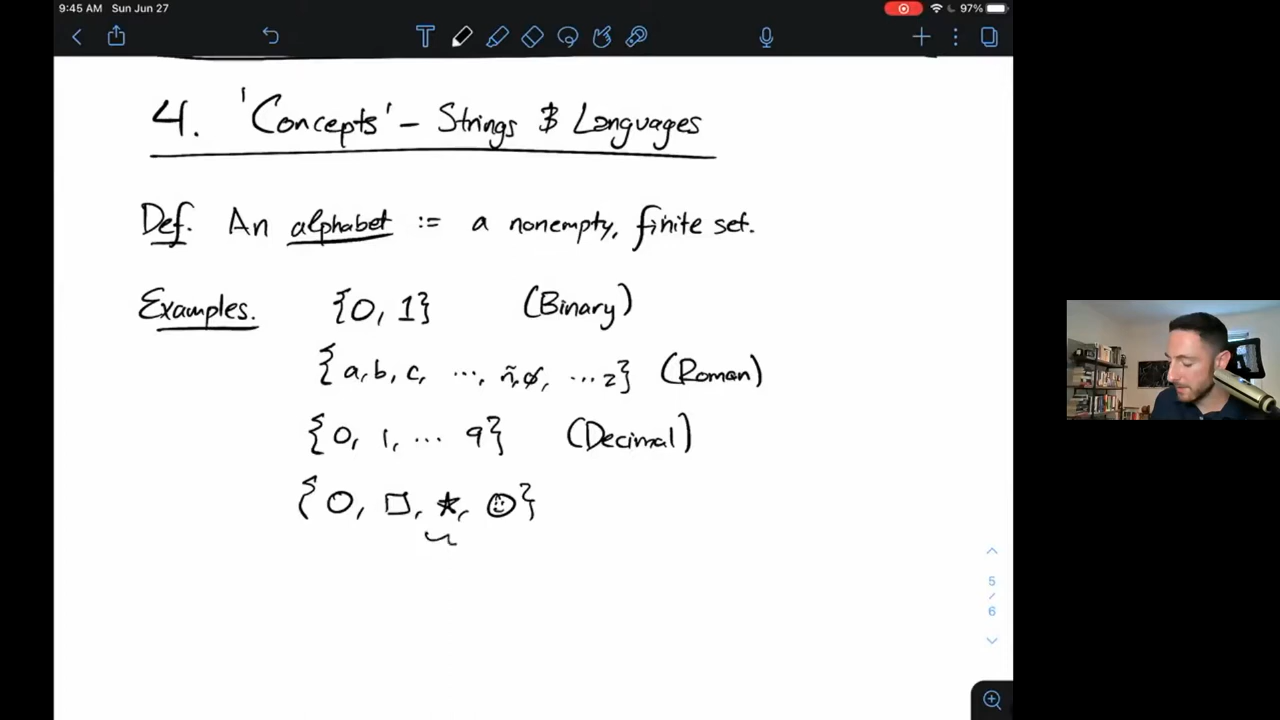 9:45 AM Sun Jun 27 97%
4. 'Concepts' - Strings & Languages
Def. An alphabet := a nonempty, finite set.
Examples. {0, 1} (Binary)
{a, b, c, ..., ñ, ø, ... z} (Roman)
{0, 1, ... 9} (Decimal)
{○, □, ★, ☺}
5
/
6